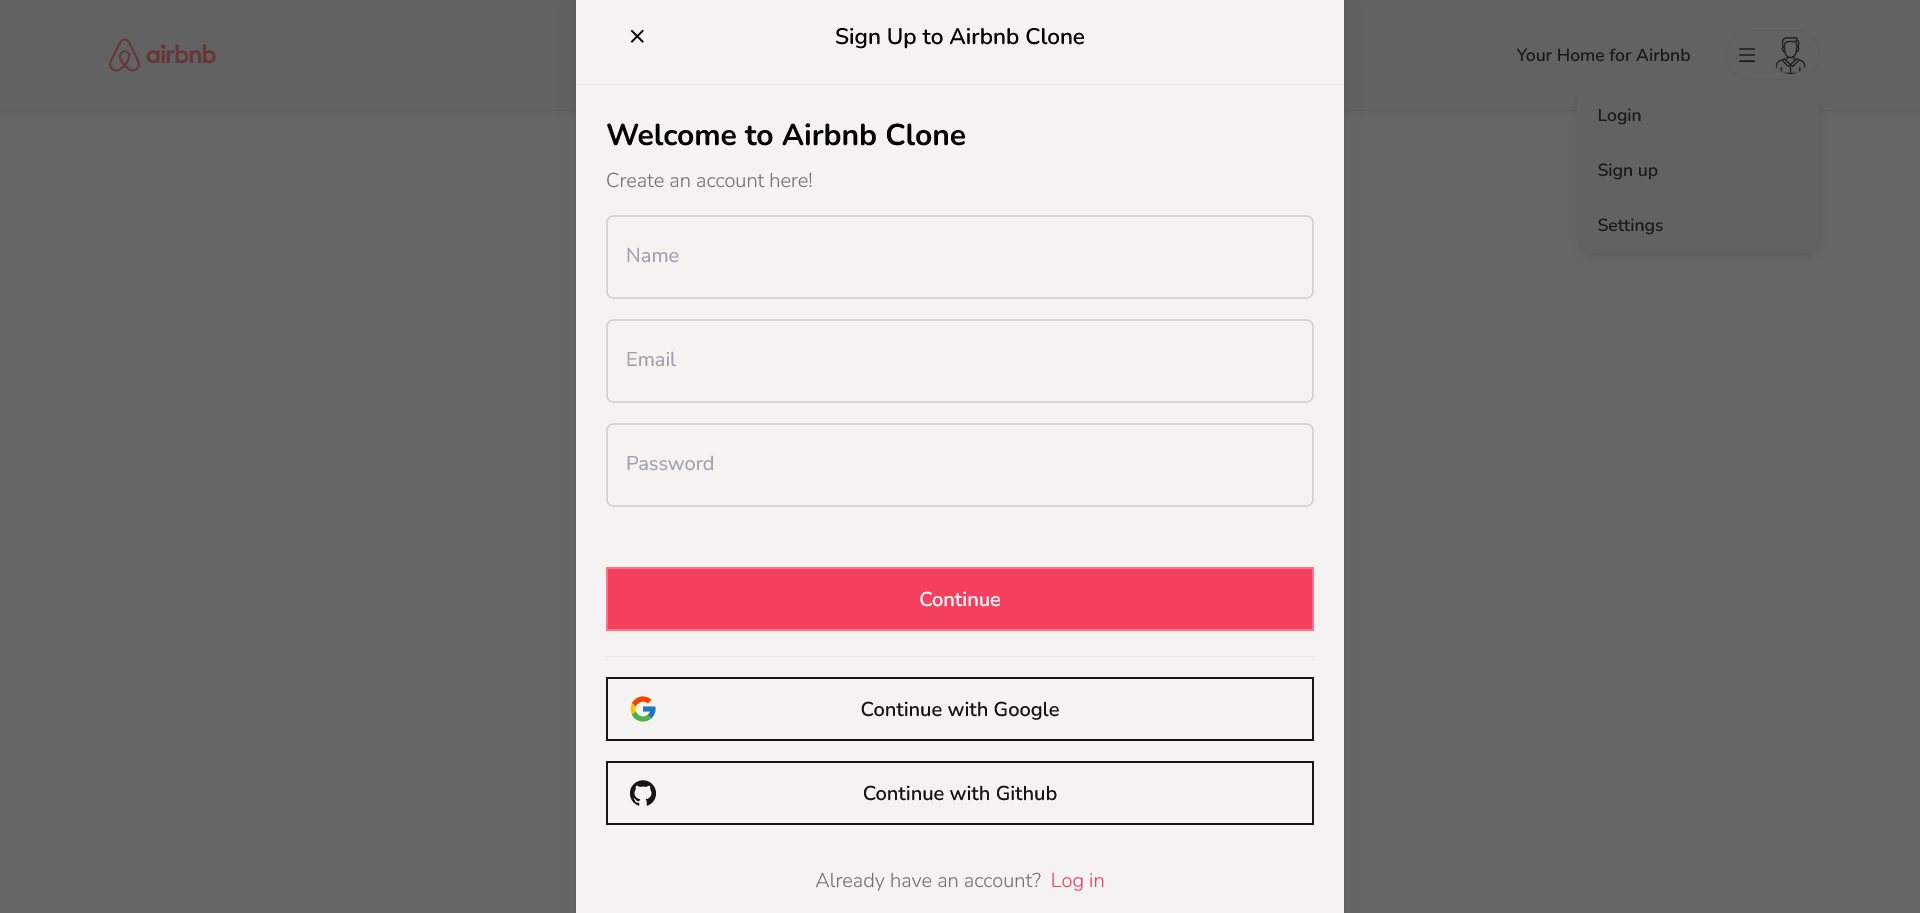 Sign Up to Airbnb Clone
airbnb
Your Home for Airbnb
Login
Sign up
Settings
Welcome to Airbnb Clone
Create an account here!
Name
Email
Password
Continue
Continue with Google
Continue with Github
Already have an account? Log in